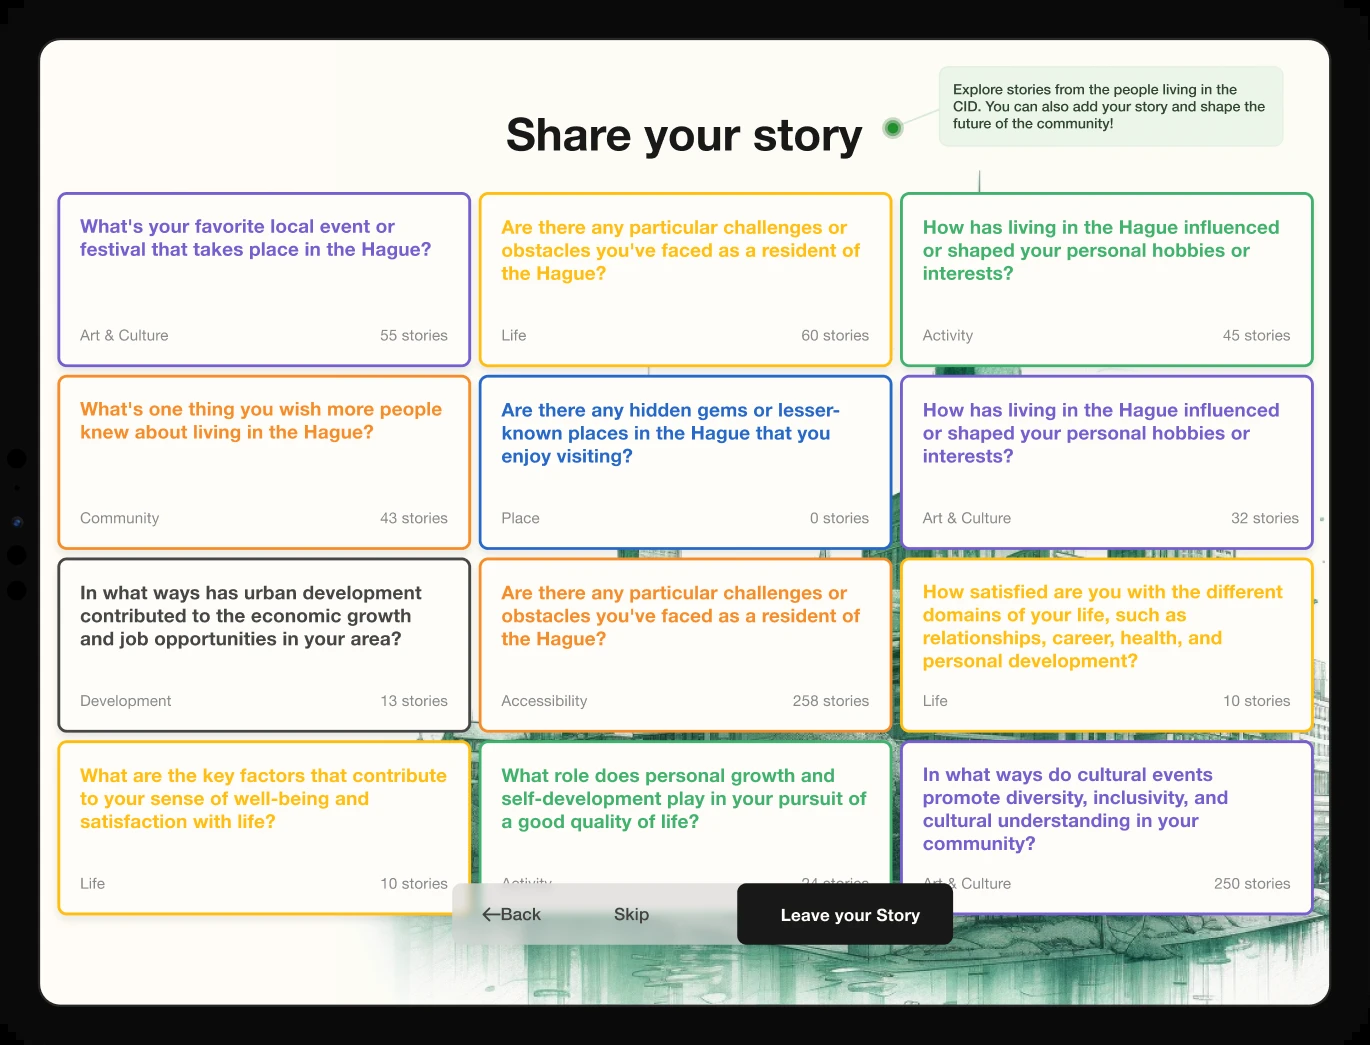 Explore stories from the people living in the
CID. You can also add your story and shape the
future of the community!
Share your story
What's your favorite local event or
festival that takes place in the Hague?
Art & Culture
55 stories
Are there any particular challenges or
obstacles you've faced as a resident of
the Hague?
Life
60 stories
How has living in the Hague influenced
or shaped your personal hobbies or
interests?
Activity
45 stories
What's one thing you wish more people
knew about living in the Hague?
Community
43 stories
Are there any hidden gems or lesser-
known places in the Hague that you
enjoy visiting?
Place
0 stories
How has living in the Hague influenced
or shaped your personal hobbies or
interests?
Art & Culture
32 stories
In what ways has urban development
contributed to the economic growth
and job opportunities in your area?
Development
13 stories
Are there any particular challenges or
obstacles you've faced as a resident of
the Hague?
Accessibility
258 stories
How satisfied are you with the different
domains of your life, such as
relationships, career, health, and
personal development?
Life
10 stories
What are the key factors that contribute
to your sense of well-being and
satisfaction with life?
Life
10 stories
What role does personal growth and
self-development play in your pursuit of
a good quality of life?
Activity
24 stories
In what ways do cultural events
promote diversity, inclusivity, and
cultural understanding in your
community?
Art & Culture
250 stories
←Back
Skip
Leave your Story